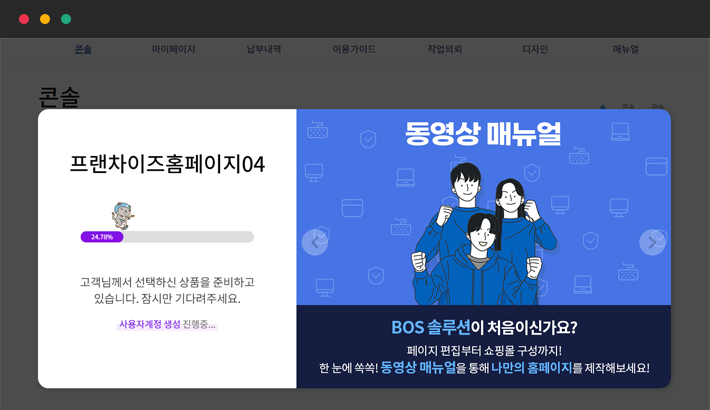 콘솔 마이페이지 납부내역 이용가이드 작업의뢰 디자인 매뉴얼
콘솔
콘솔 콘솔
프랜차이즈홈페이지04
24.78%
고객님께서 선택하신 상품을 준비하고
있습니다. 잠시만 기다려주세요.
사용자계정 생성 진행중...
동영상 매뉴얼
BOS 솔루션이 처음이신가요?
페이지 편집부터 쇼핑몰 구성까지!
한 눈에 쏙쏙! 동영상 매뉴얼을 통해 나만의 홈페이지를 제작해보세요!